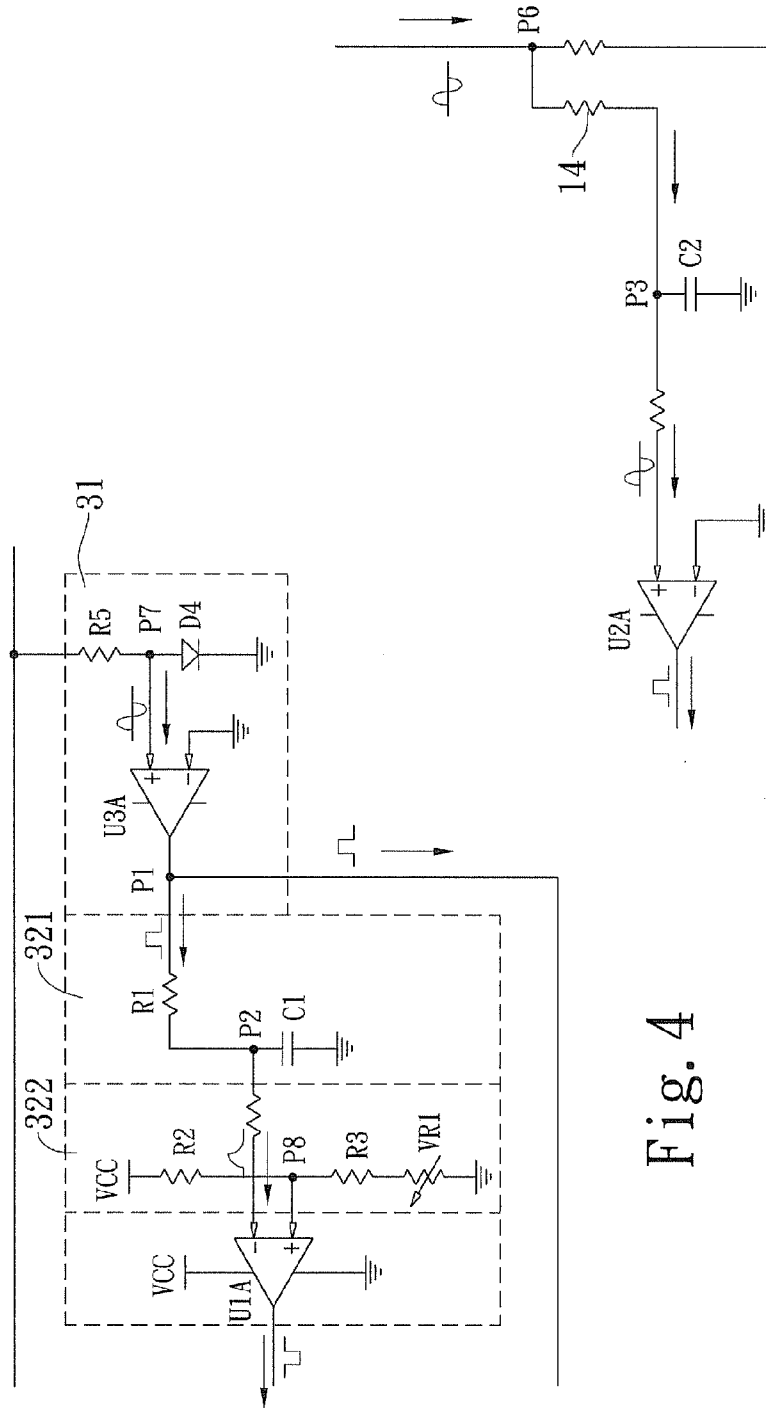 31
R5
P7
D4
+
-
U3A
P1
321
R1
P2
C1
322
VCC
R2
P8
R3
VR1
VCC
-
+
U1A
P6
14
P3
C2
+
-
U2A
Fig. 4